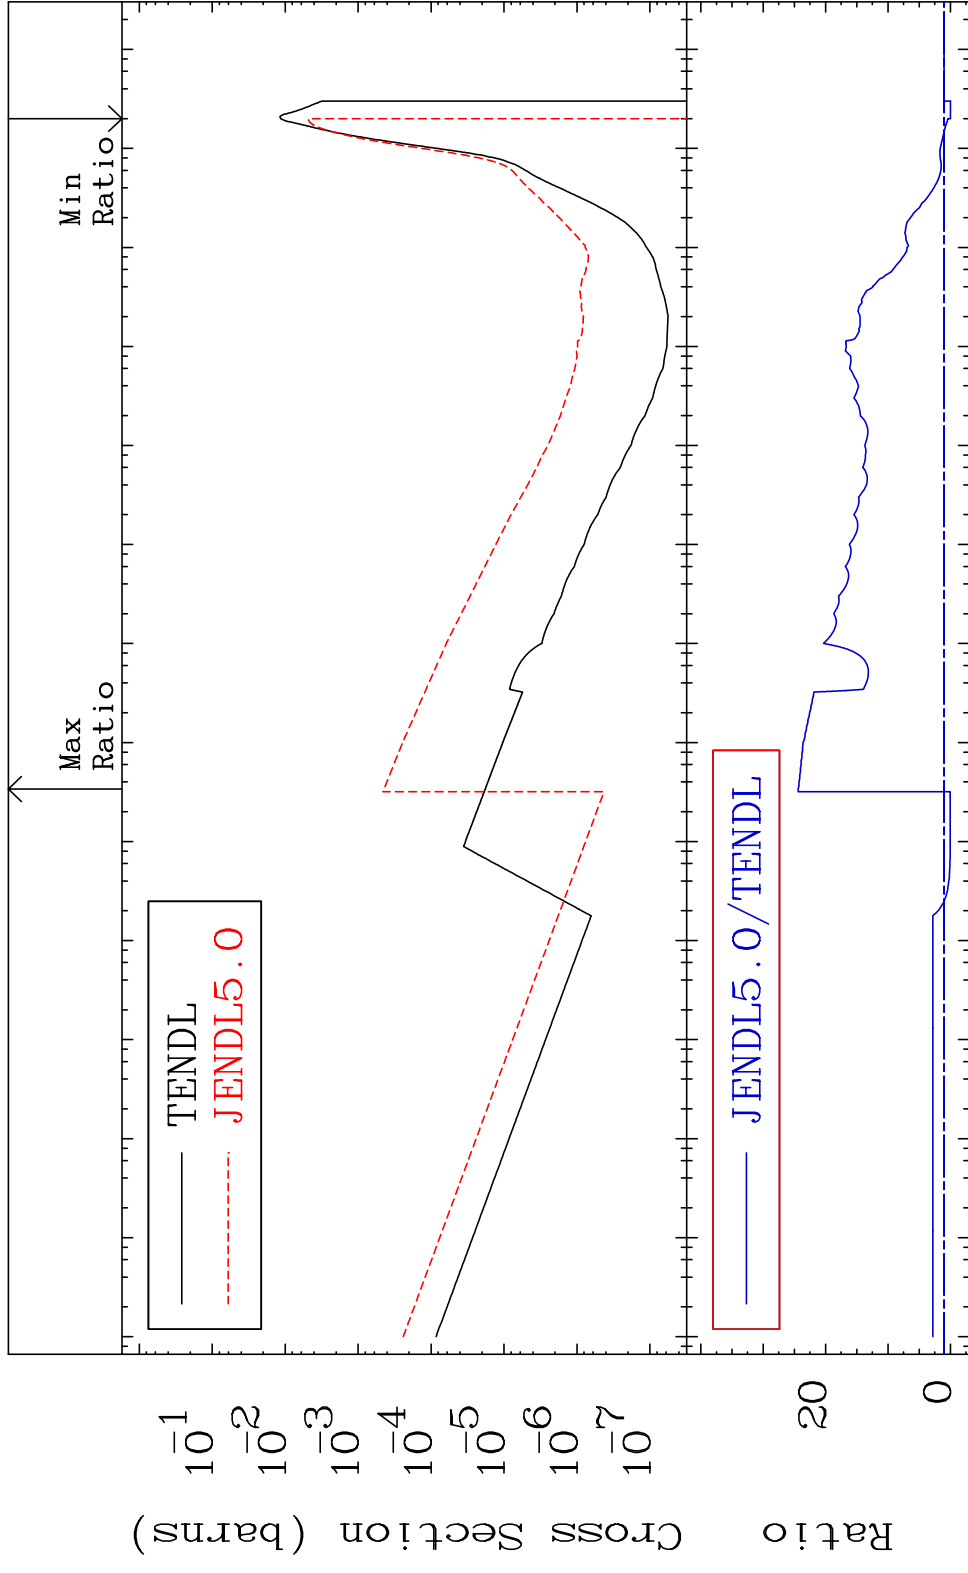 Max
Ratio
Min
Ratio
TENDL
JENDL5.0
10-1
10-2
10-3
10-4
10-5
10-6
10-7
Cross Section (barns)
JENDL5.0/TENDL
20
0
Ratio